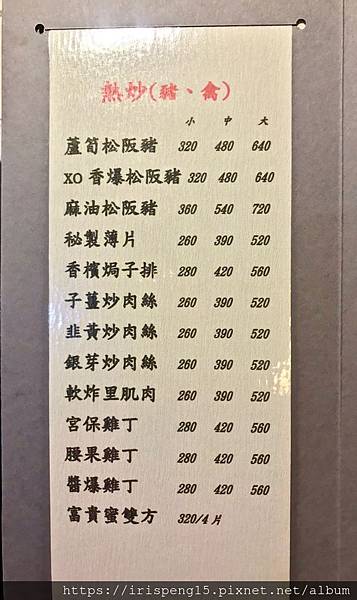 熱炒(豬、禽)
小 中 大
蘆筍松阪豬 320 480 640
XO香爆松阪豬 320 480 640
麻油松阪豬 360 540 720
秘製薄片 260 390 520
香檳焗子排 280 420 560
子薑炒肉絲 260 390 520
韭黃炒肉絲 260 390 520
銀芽炒肉絲 260 390 520
軟炸里肌肉 260 390 520
宮保雞丁 280 420 560
腰果雞丁 280 420 560
醬爆雞丁 280 420 560
富貴蜜雙方 320/4片
https://irispeng15.pixnet.net/album